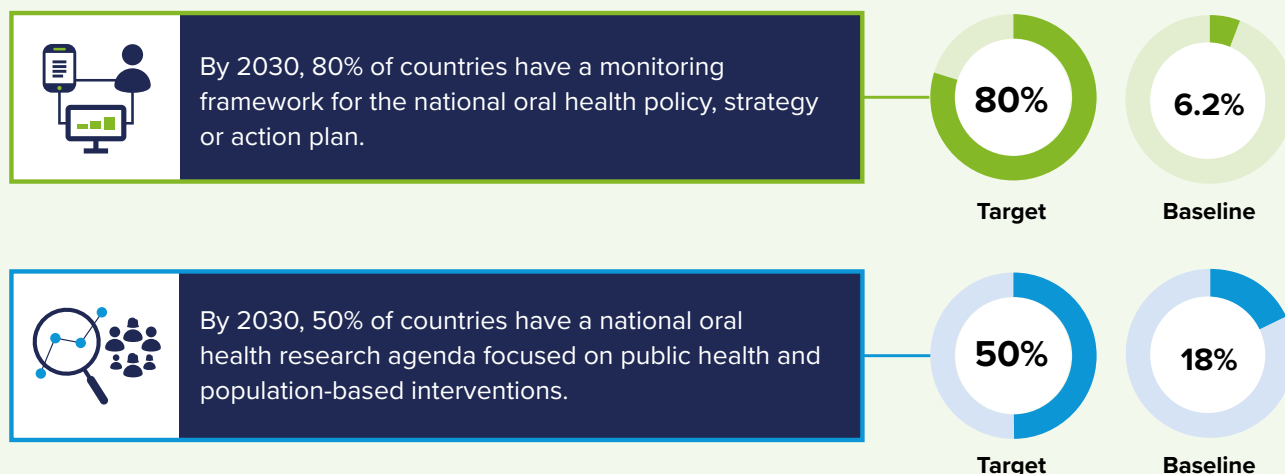 By 2030, 80% of countries have a monitoring
framework for the national oral health policy, strategy
or action plan.
80%
6.2%
Target
Baseline
By 2030, 50% of countries have a national oral
health research agenda focused on public health and
population-based interventions.
50%
18%
Target
Baseline